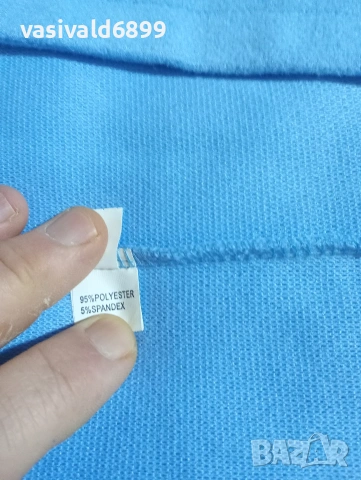 vasivald6899
95%POLYESTER
5%SPANDEX
BAZAR